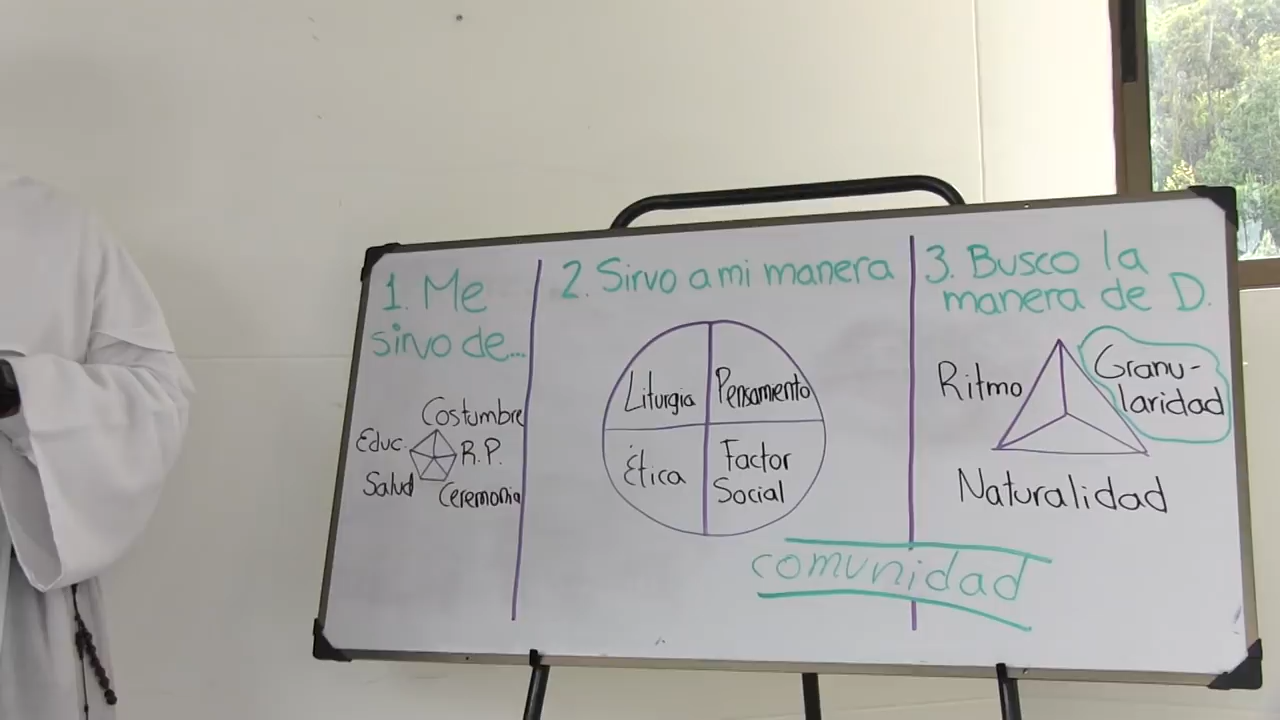 1. Me
sirvo de...
Costumbre
Educ.
R.P.
Salud
Ceremonia
2. Sirvo a mi manera
Liturgia
Pensamiento
Ética
Factor
Social
3. Busco la
manera de D.
Ritmo
Granu-
laridad
Naturalidad
comunidad